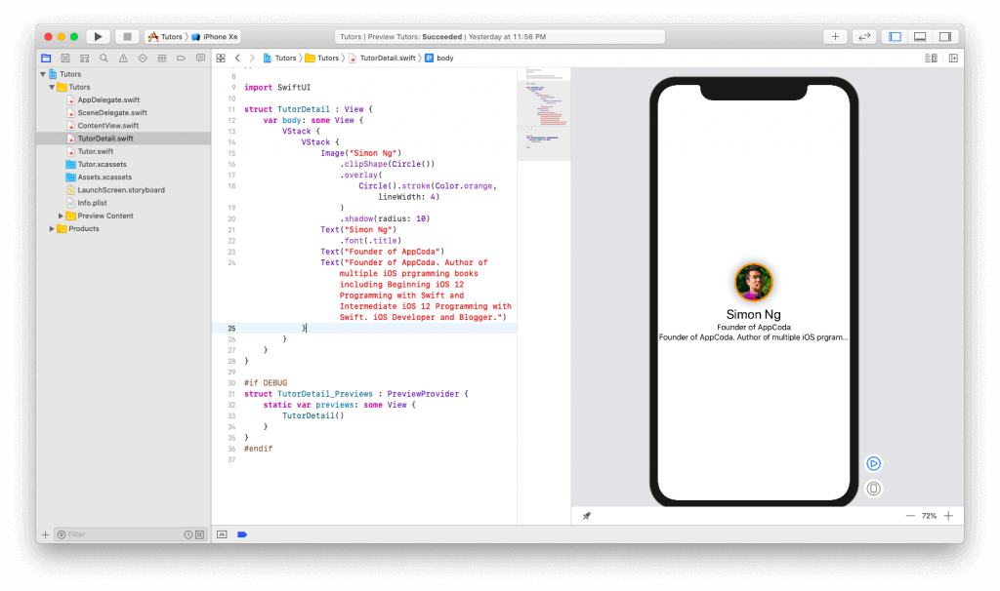 Tutors iPhone XR
Tutors | Preview Tutors: Succeeded | Yesterday at 11:56 PM
Tutors Tutors TutorDetail.swift body
Tutors
Tutors
AppDelegate.swift
SceneDelegate.swift
ContentView.swift
TutorDetail.swift
Tutor.swift
Tutor.xcassets
Assets.xcassets
LaunchScreen.storyboard
Info.plist
Preview Content
Products
Filter
8
9 import SwiftUI
10
11 struct TutorDetail : View {
12 var body: some View {
13 VStack {
14 VStack {
15 Image("Simon Ng")
16 .clipShape(Circle())
17 .overlay(
18 Circle().stroke(Color.orange,
lineWidth: 4)
19 )
20 .shadow(radius: 10)
21 Text("Simon Ng")
22 .font(.title)
23 Text("Founder of AppCoda")
24 Text("Founder of AppCoda. Author of
multiple iOS prgramming books
including Beginning iOS 12
Programming with Swift and
Intermediate iOS 12 Programming with
Swift. iOS Developer and Blogger.")
25 }
26 }
27 }
28 }
29
30 #if DEBUG
31 struct TutorDetail_Previews : PreviewProvider {
32 static var previews: some View {
33 TutorDetail()
34 }
35 }
36 #endif
37
Simon Ng
Founder of AppCoda
Founder of AppCoda. Author of multiple iOS prgram...
72%